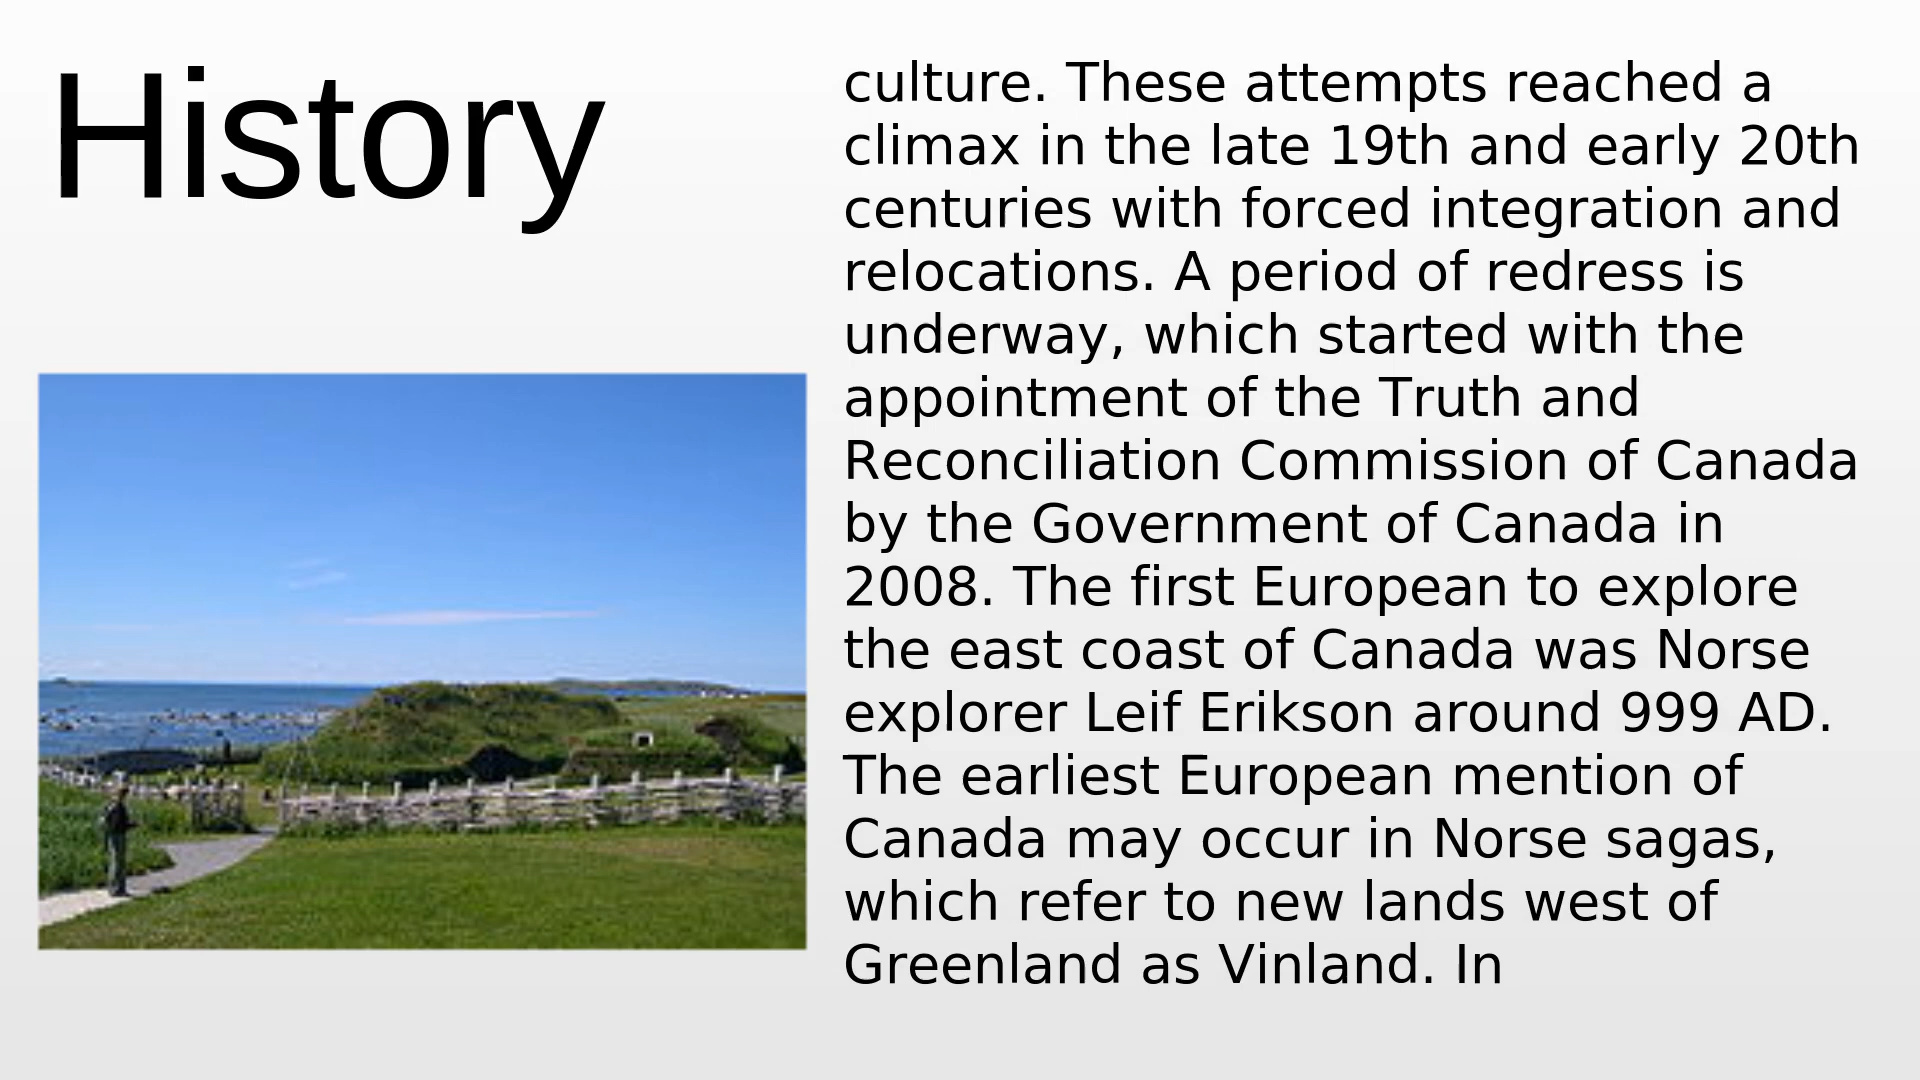 History
culture. These attempts reached a
climax in the late 19th and early 20th
centuries with forced integration and
relocations. A period of redress is
underway, which started with the
appointment of the Truth and
Reconciliation Commission of Canada
by the Government of Canada in
2008. The first European to explore
the east coast of Canada was Norse
explorer Leif Erikson around 999 AD.
The earliest European mention of
Canada may occur in Norse sagas,
which refer to new lands west of
Greenland as Vinland. In